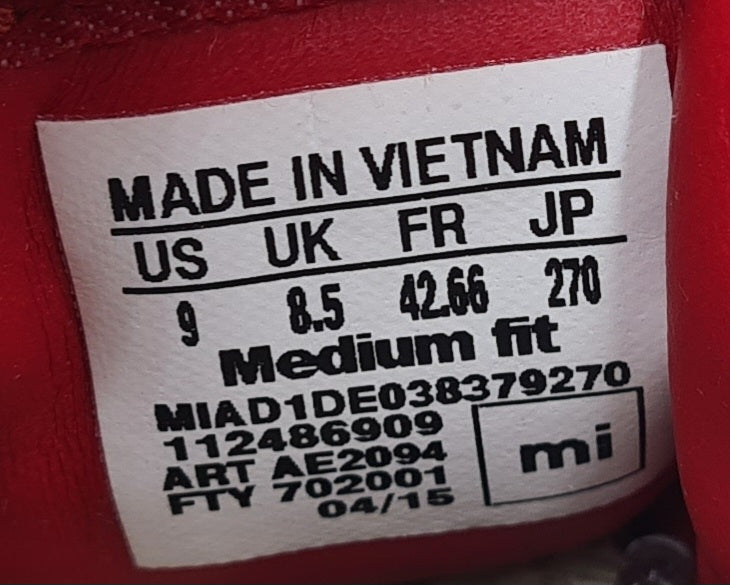 MADE IN VIETNAM
US UK FR JP
9 8.5 42.66 270
Medium fit
MIAD1DE038379270
112486909
ART AE2094
FTY 702001
04/15
mi